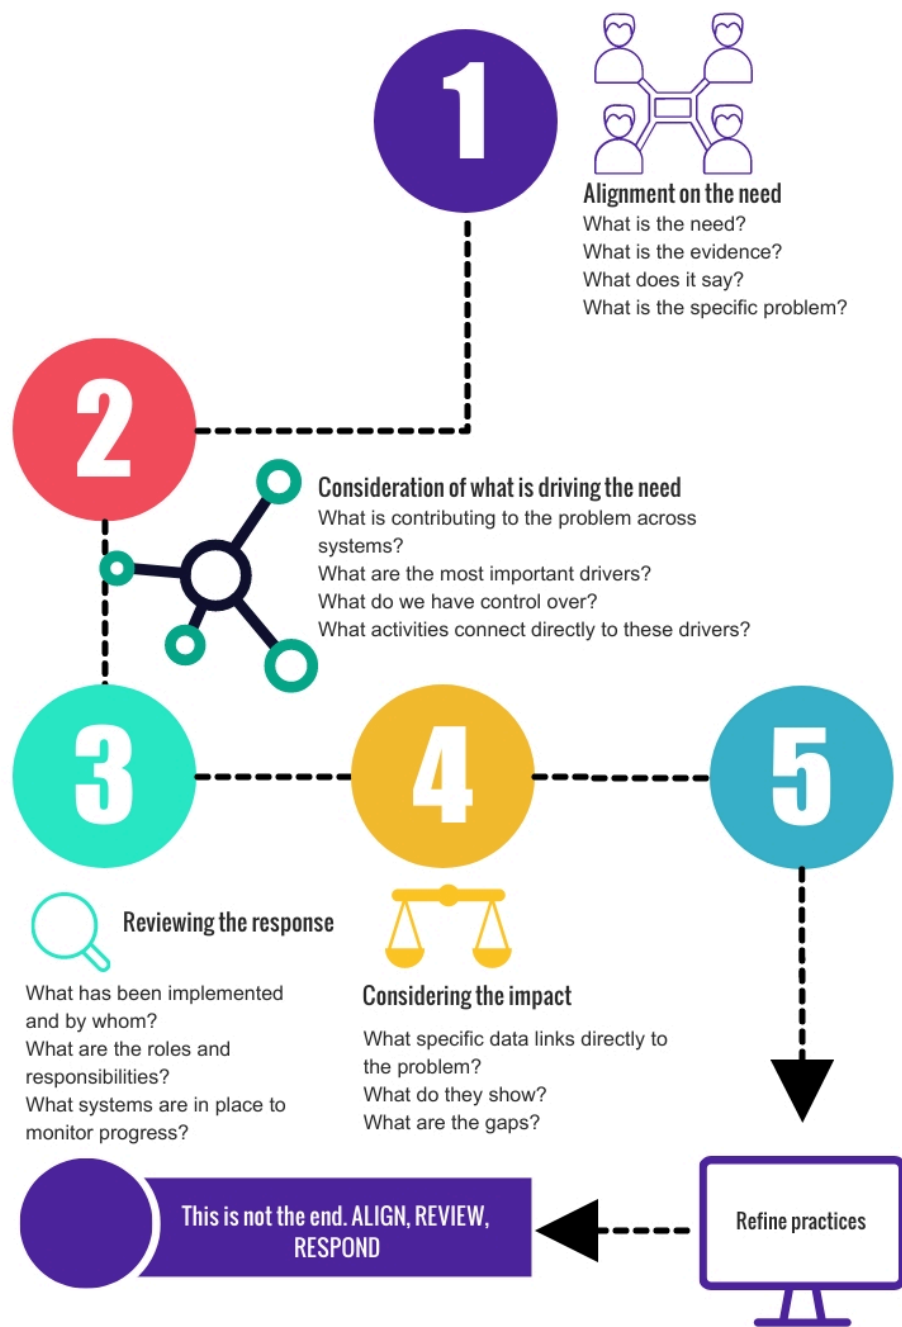 1
Alignment on the need
What is the need?
What is the evidence?
What does it say?
What is the specific problem?
2
Consideration of what is driving the need
What is contributing to the problem across
systems?
What are the most important drivers?
What do we have control over?
What activities connect directly to these drivers?
3
4
5
Reviewing the response
What has been implemented
and by whom?
What are the roles and
responsibilities?
What systems are in place to
monitor progress?
Considering the impact
What specific data links directly to
the problem?
What do they show?
What are the gaps?
Refine practices
This is not the end. ALIGN, REVIEW,
RESPOND